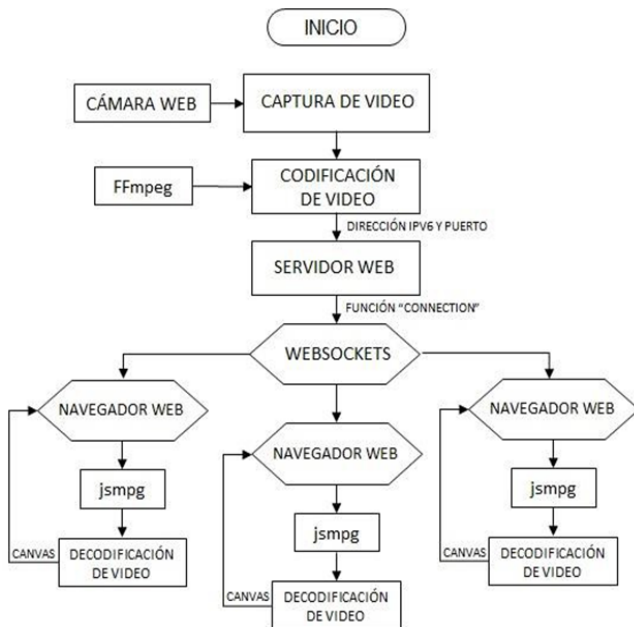 INICIO
CÁMARA WEB
CAPTURA DE VIDEO
FFmpeg
CODIFICACIÓN
DE VIDEO
DIRECCIÓN IPV6 Y PUERTO
SERVIDOR WEB
FUNCIÓN "CONNECTION"
WEBSOCKETS
NAVEGADOR WEB
jsmpg
CANVAS
DECODIFICACIÓN
DE VIDEO
NAVEGADOR WEB
jsmpg
CANVAS
DECODIFICACIÓN
DE VIDEO
NAVEGADOR WEB
jsmpg
CANVAS
DECODIFICACIÓN
DE VIDEO